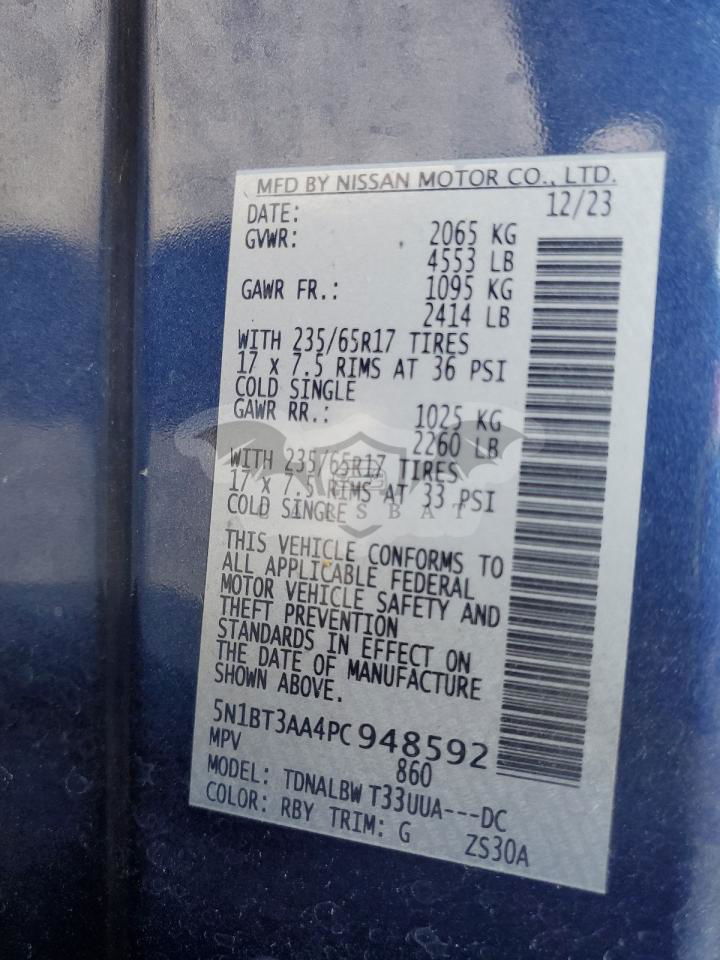 MFD BY NISSAN MOTOR CO., LTD.
DATE: 12/23
GVWR: 2065 KG
4553 LB
GAWR FR.: 1095 KG
2414 LB
WITH 235/65R17 TIRES
17 X 7.5 RIMS AT 36 PSI
COLD SINGLE
GAWR RR.: 1025 KG
2260 LB
WITH 235/65R17 TIRES
17 X 7.5 RIMS AT 33 PSI
COLD SINGLE
THIS VEHICLE CONFORMS TO
ALL APPLICABLE FEDERAL
MOTOR VEHICLE SAFETY AND
THEFT PREVENTION
STANDARDS IN EFFECT ON
THE DATE OF MANUFACTURE
SHOWN ABOVE.
5N1BT3AA4PC948592
MPV 860
MODEL: TDNALBW T33UUA---DC
COLOR: RBY TRIM: G ZS30A